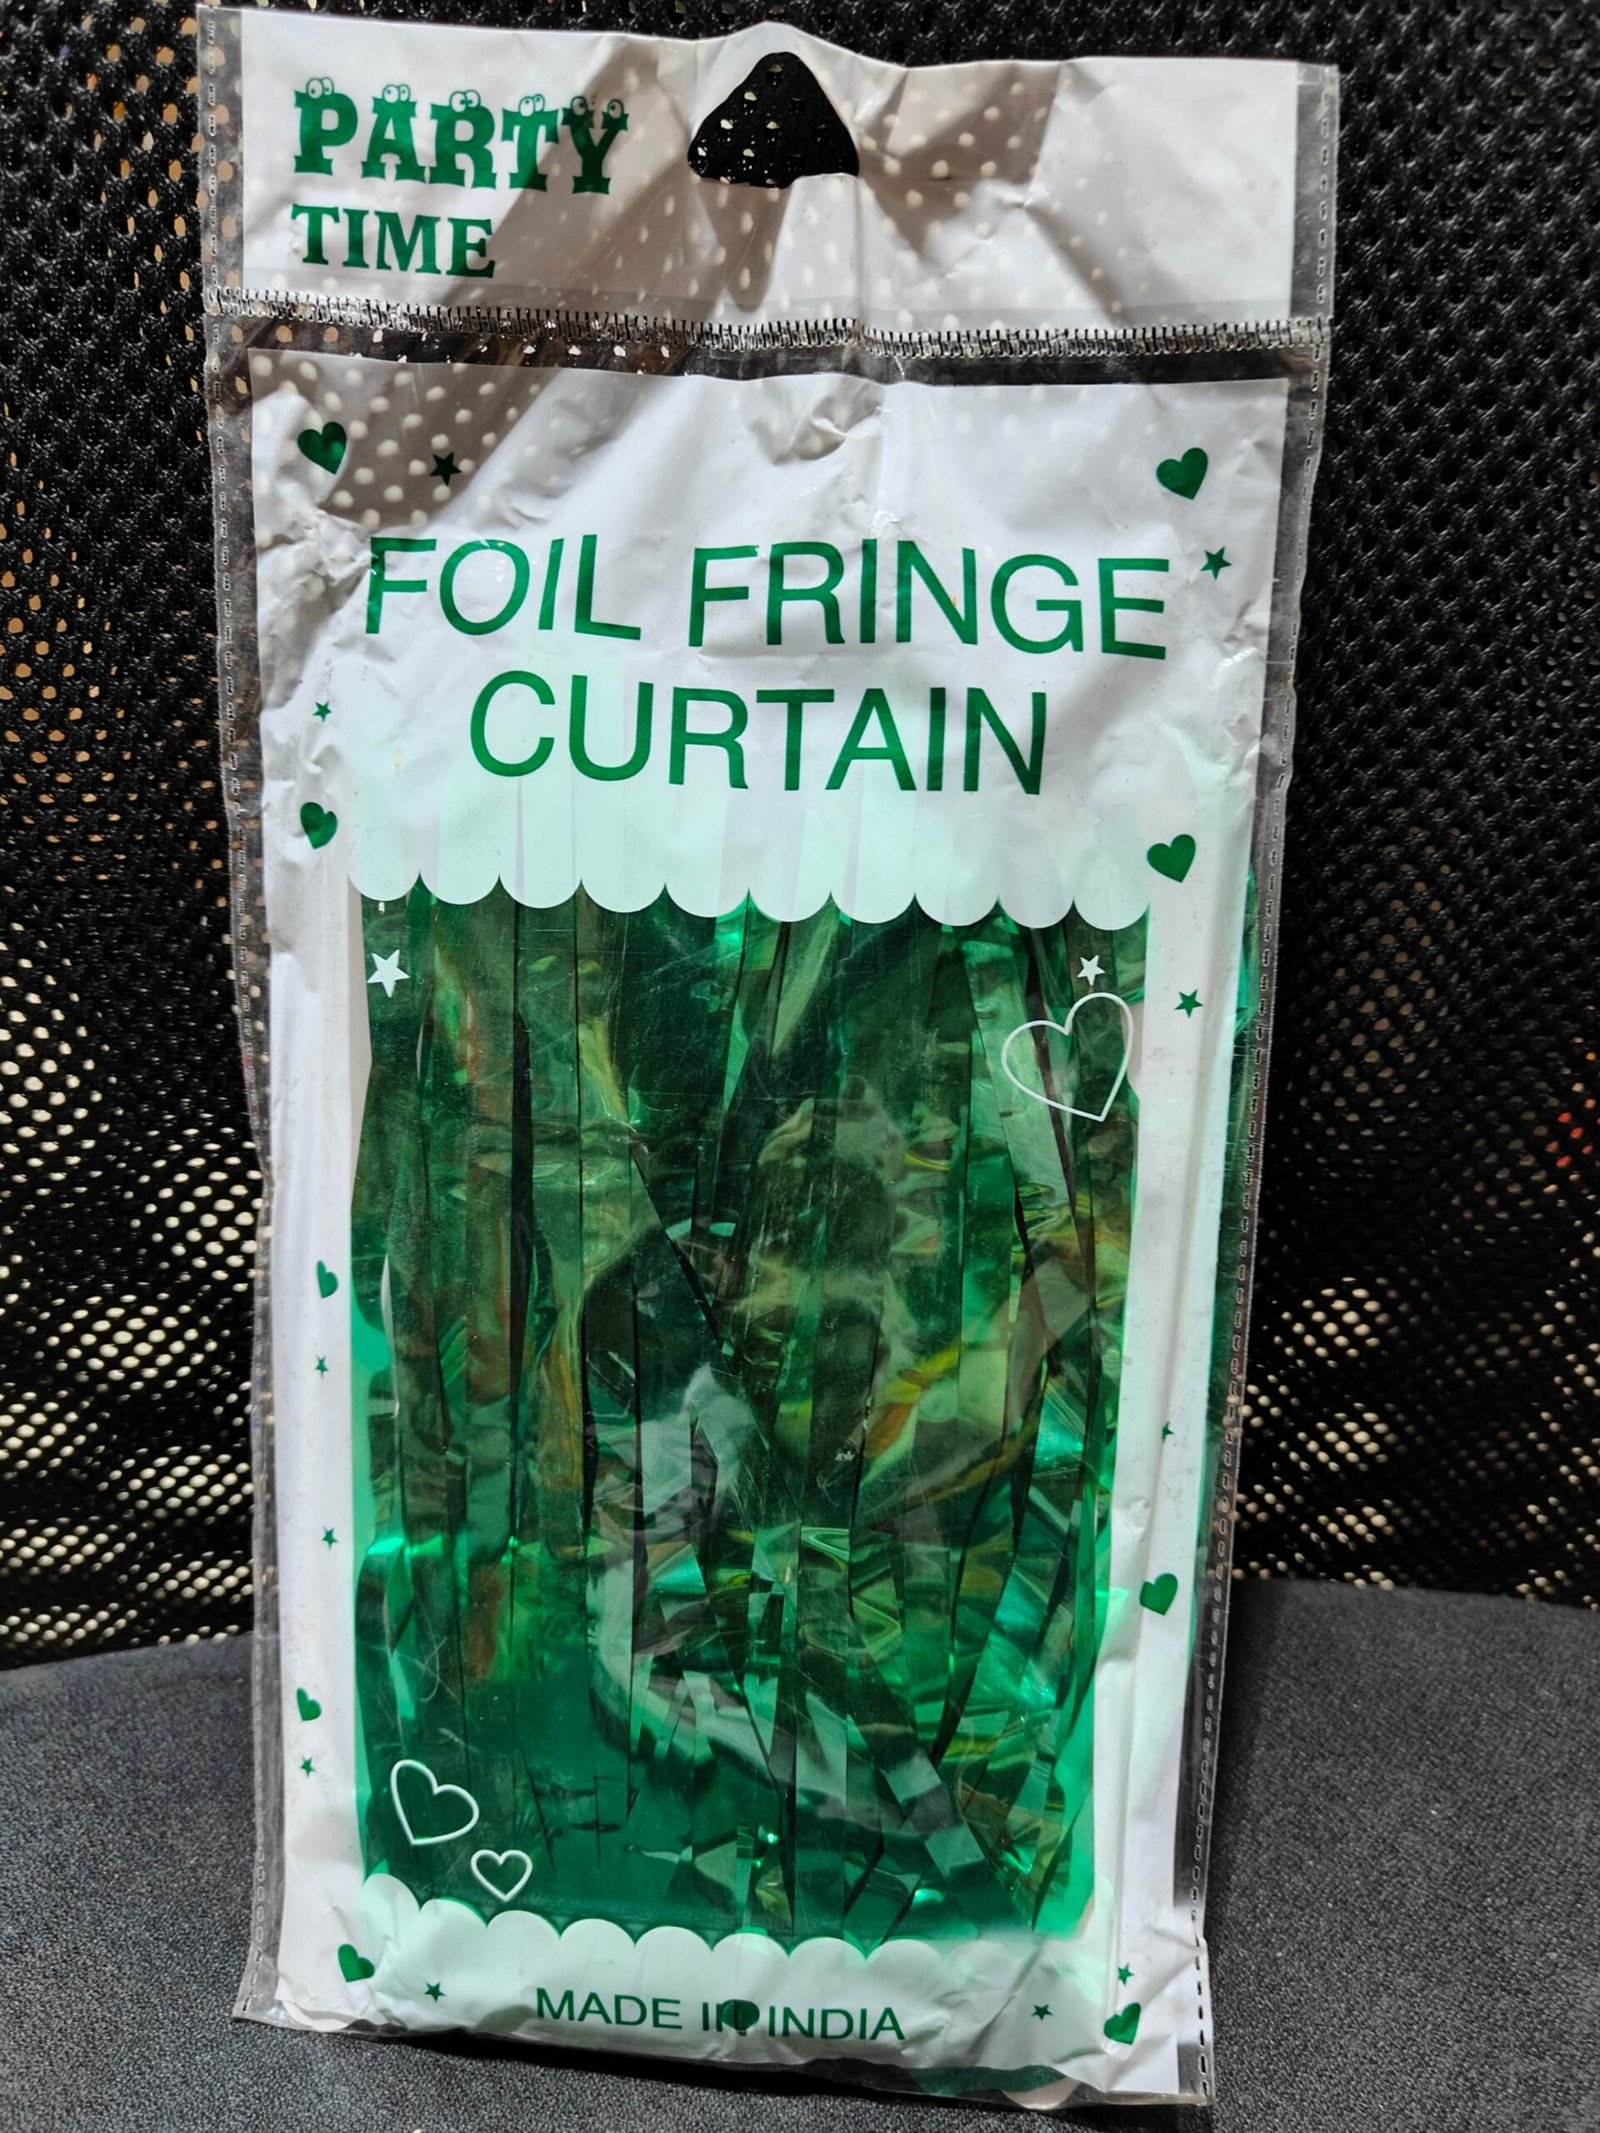 PARTY
TIME
FOIL FRINGE
CURTAIN
MADE IN INDIA